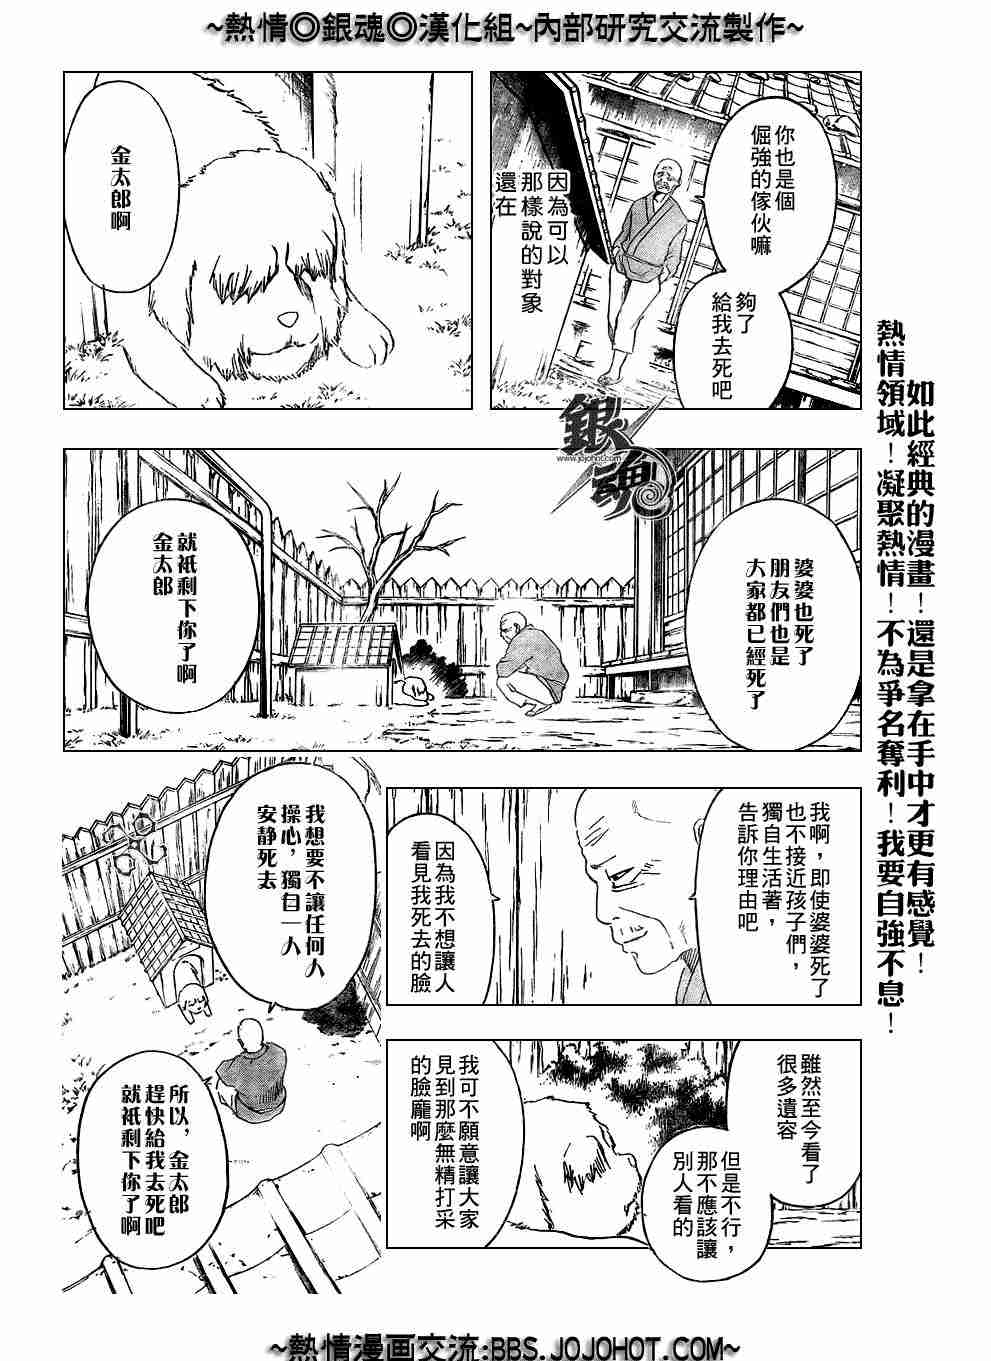 ~熱情◎銀魂◎漢化組~內部研究交流製作~
你也是個
倔強的傢伙嘛
夠了
給我去死吧
因為可以
那樣說的對象
還在
金太郎啊
銀魂
www.jojohot.com
婆婆也死了
朋友們也是
大家都已經死了
就衹剩下你了啊
金太郎
我啊，即使婆婆死了
也不接近孩子們，
獨自生活著，
告訴你理由吧
因為我不想讓人
看見我死去的臉
雖然至今看了
很多遺容
但是不行，
那不應該讓
別人看的
我可不願意讓大家
見到那麼無精打采
的臉龐啊
我想要不讓任何人
操心，獨自一人
安靜死去
所以，金太郎
趕快給我去死吧
就衹剩下你了啊
如此經典的漫畫！還是拿在手中才更有感覺！
熱情領域！凝聚熱情！不為爭名奪利！我要自強不息！
~熱情漫画交流:BBS.JOJOHOT.COM~